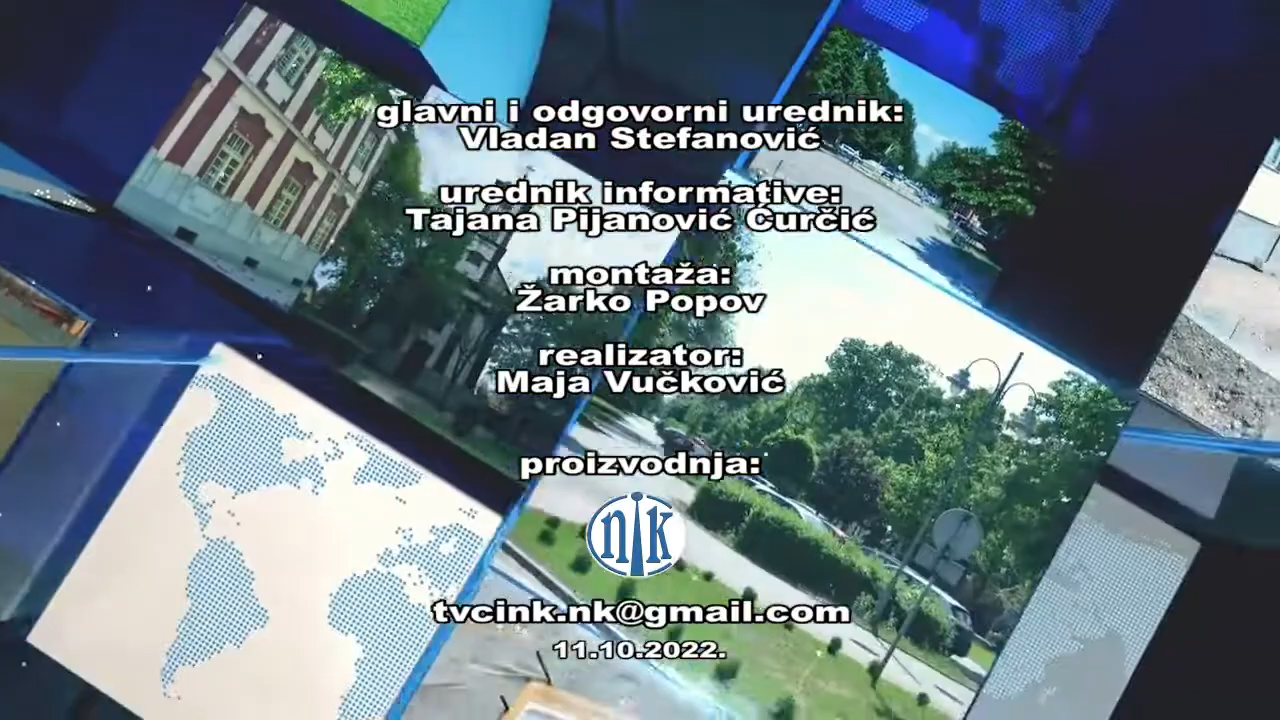 glavni i odgovorni urednik:
Vladan Stefanović
urednik informative:
Tajana Pijanović Ćurčić
montaža:
Žarko Popov
realizator:
Maja Vučković
proizvodnja:
nik
tvcink.nk@gmail.com
11.10.2022.